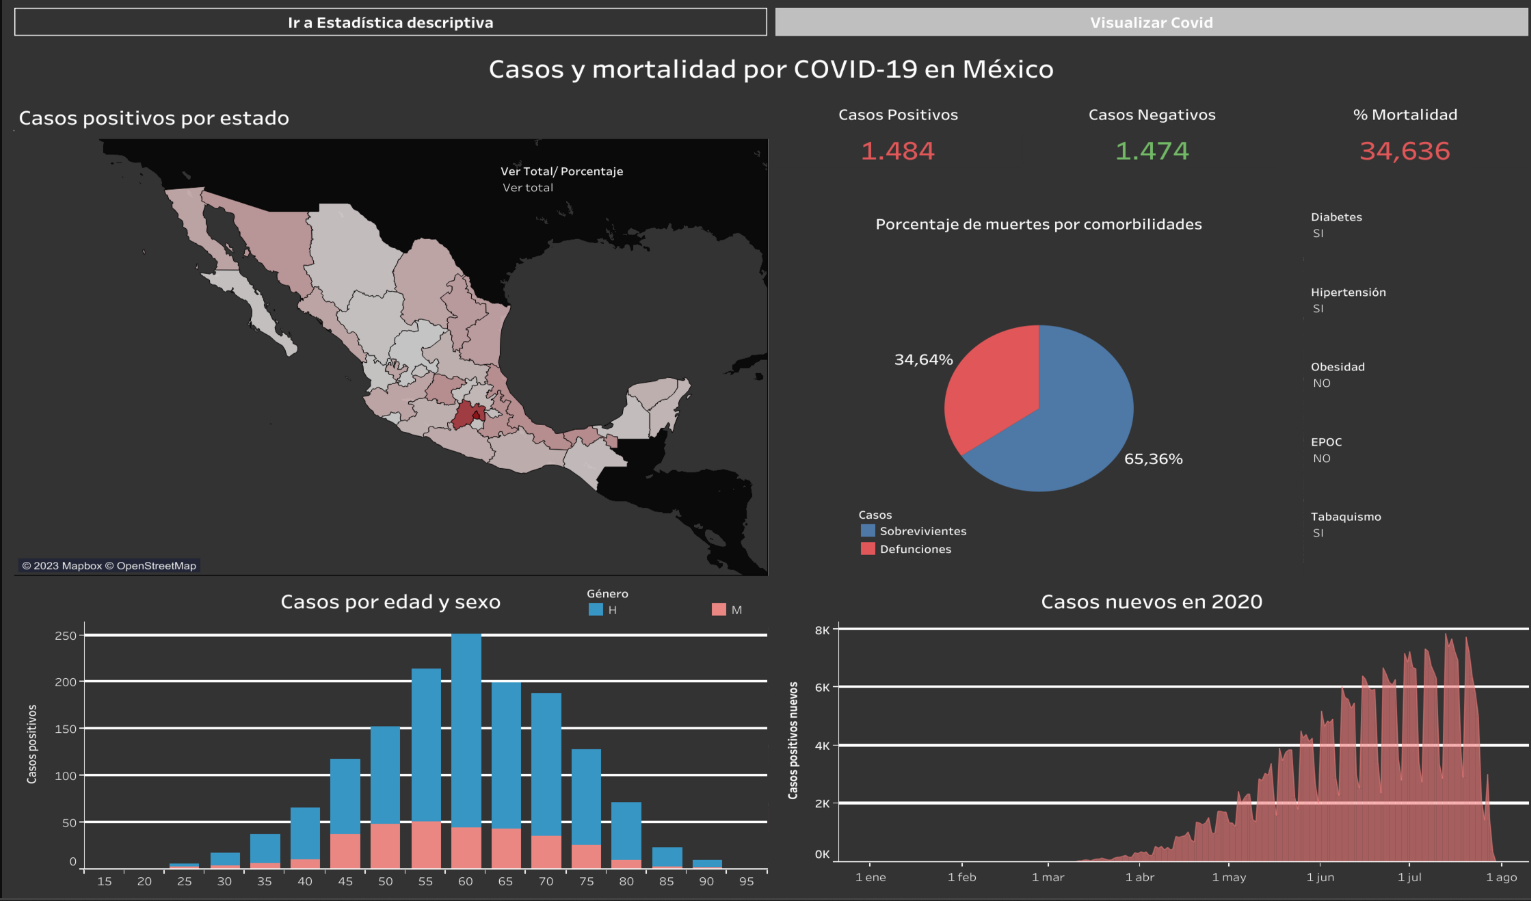 Ir a Estadística descriptiva
Visualizar Covid
Casos y mortalidad por COVID-19 en México
Casos positivos por estado
Ver Total/ Porcentaje
Ver total
© 2023 Mapbox © OpenStreetMap
Casos Positivos
1.484
Casos Negativos
1.474
% Mortalidad
34,636
Porcentaje de muertes por comorbilidades
34,64%
65,36%
Casos
Sobrevivientes
Defunciones
Diabetes
SI
Hipertensión
SI
Obesidad
NO
EPOC
NO
Tabaquismo
SI
Casos por edad y sexo
Género
H
M
Casos positivos
250
200
150
100
50
0
15 20 25 30 35 40 45 50 55 60 65 70 75 80 85 90 95
Casos nuevos en 2020
Casos positivos nuevos
8K
6K
4K
2K
0K
1 ene 1 feb 1 mar 1 abr 1 may 1 jun 1 jul 1 ago